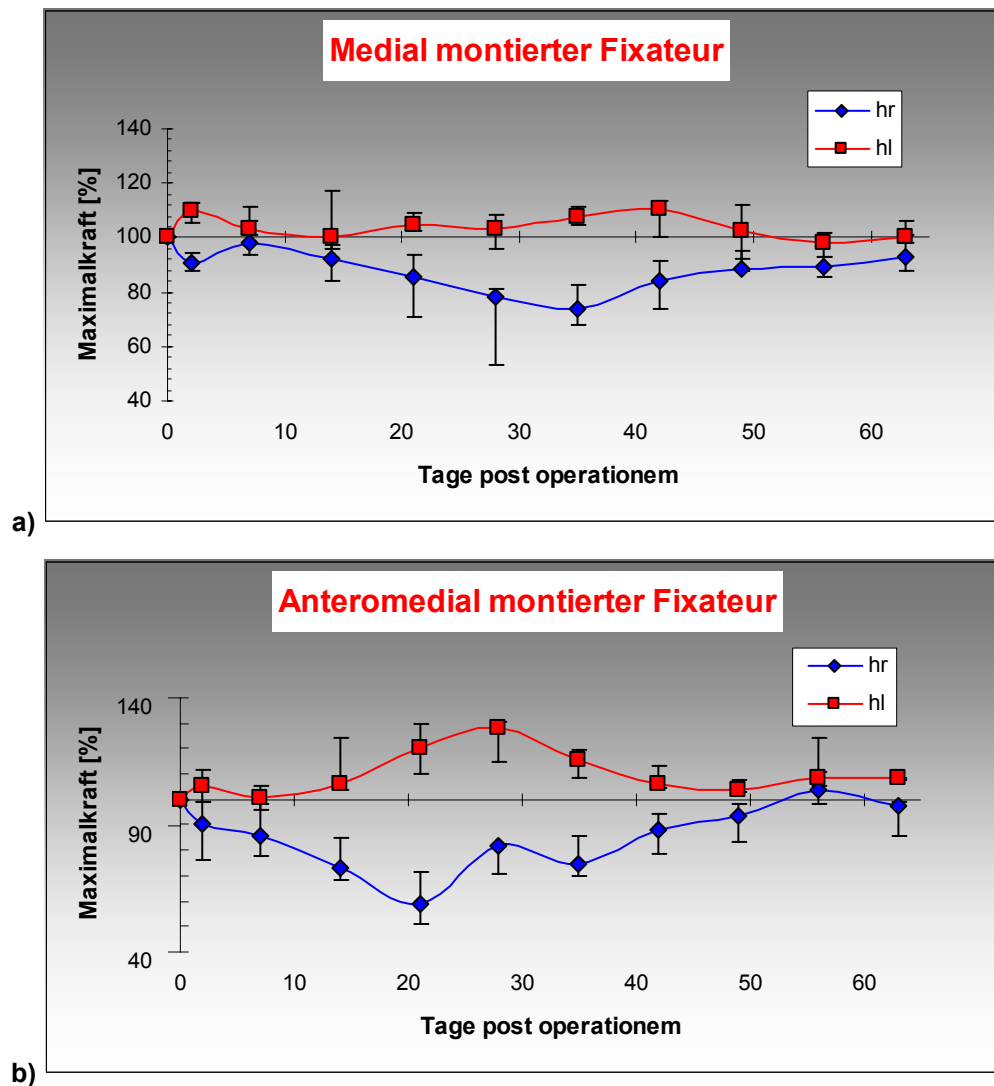 Medial montierter Fixateur
hr
hl
140
120
100
80
60
40
Maximalkraft [%]
0 10 20 30 40 50 60
Tage post operationem
a)
Anteromedial montierter Fixateur
hr
hl
140
90
40
Maximalkraft [%]
0 10 20 30 40 50 60
Tage post operationem
b)